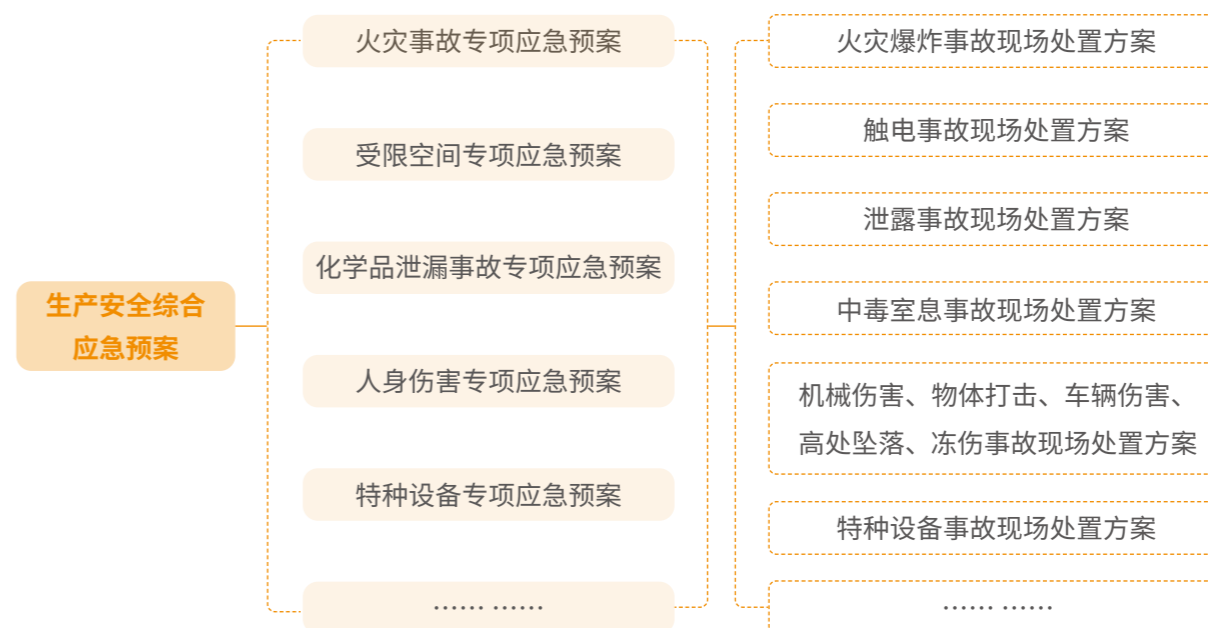 生产安全综合
应急预案
火灾事故专项应急预案
受限空间专项应急预案
化学品泄漏事故专项应急预案
人身伤害专项应急预案
特种设备专项应急预案
…… ……
火灾爆炸事故现场处置方案
触电事故现场处置方案
泄露事故现场处置方案
中毒室息事故现场处置方案
机械伤害、物体打击、车辆伤害、
高处坠落、冻伤事故现场处置方案
特种设备事故现场处置方案
…… ……